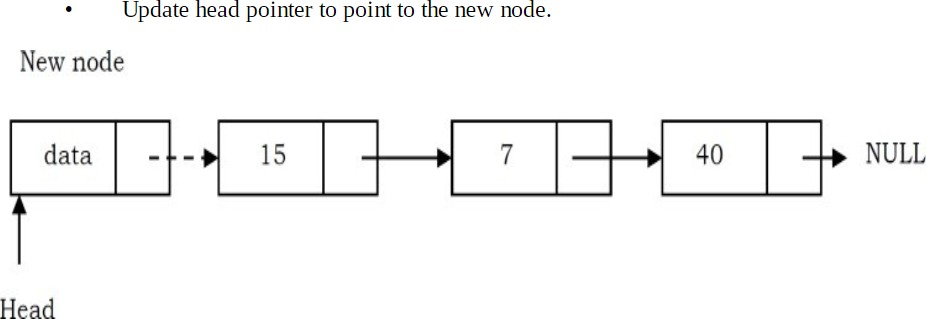 • Update head pointer to point to the new node.
New node
data 15 7 40 NULL
Head